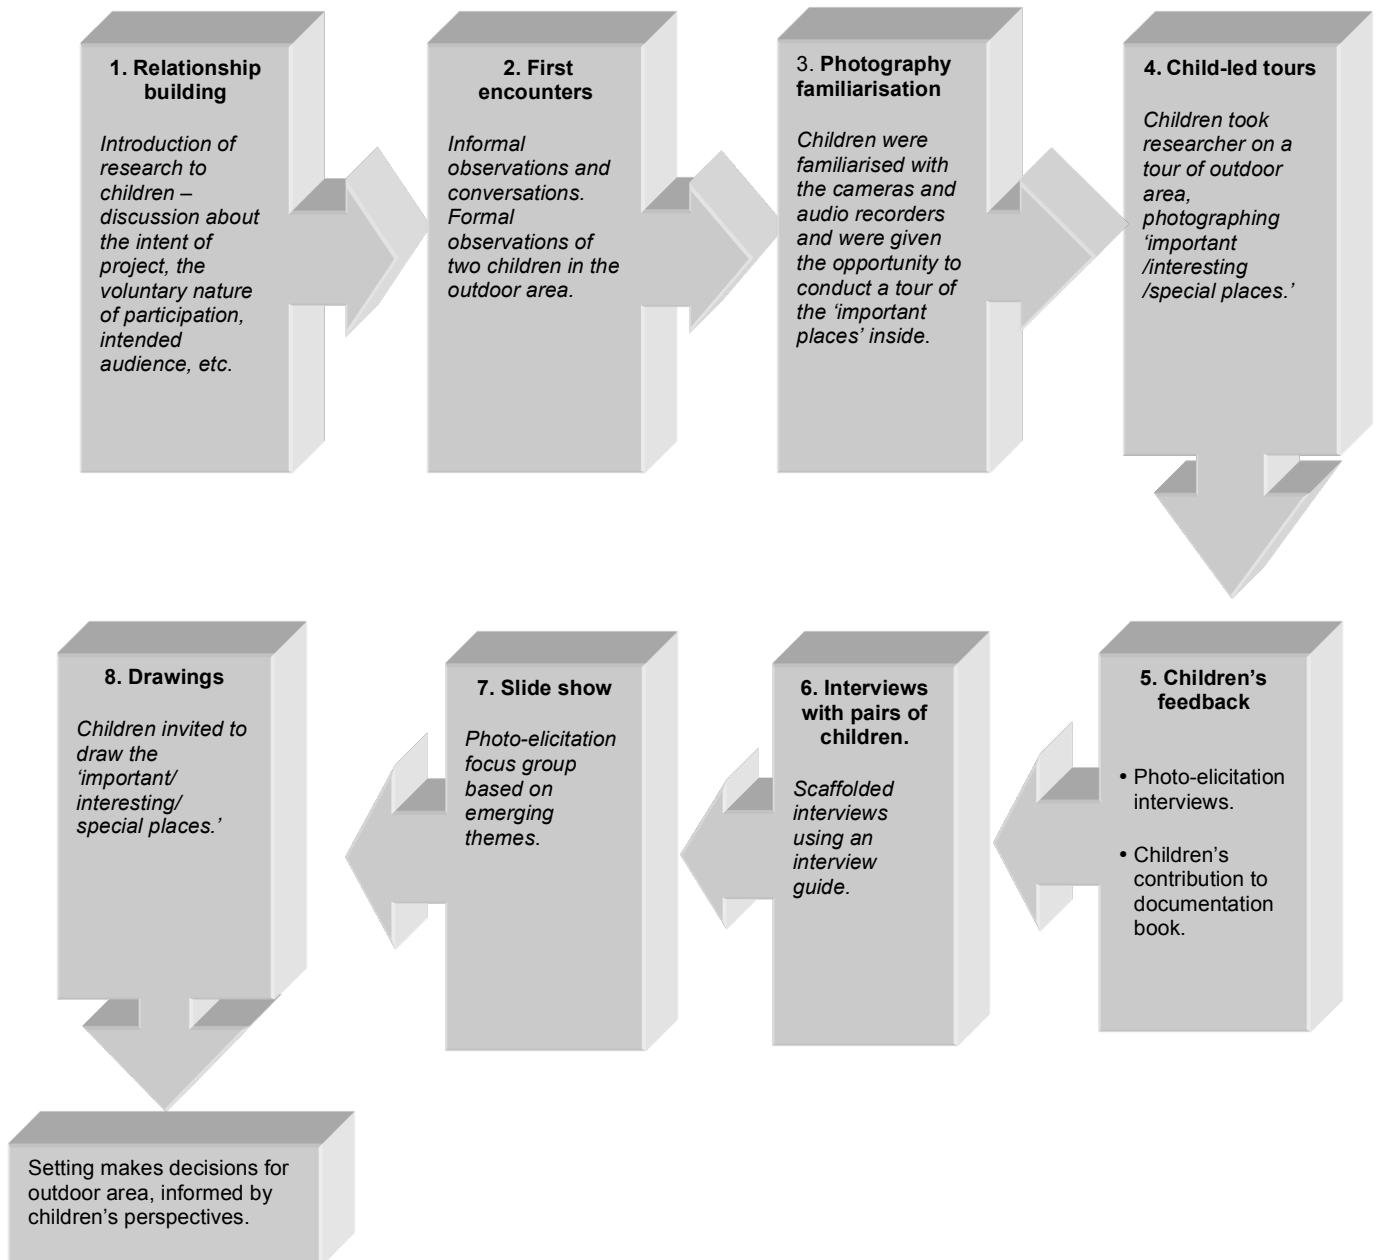 1. Relationship
building
Introduction of
research to
children –
discussion about
the intent of
project, the
voluntary nature
of participation,
intended
audience, etc.
2. First
encounters
Informal
observations and
conversations.
Formal
observations of
two children in the
outdoor area.
3. Photography
familiarisation
Children were
familiarised with
the cameras and
audio recorders
and were given
the opportunity to
conduct a tour of
the ‘important
places’ inside.
4. Child-led tours
Children took
researcher on a
tour of outdoor
area,
photographing
‘important
/interesting
/special places.’
5. Children’s
feedback
• Photo-elicitation
interviews.
• Children’s
contribution to
documentation
book.
6. Interviews
with pairs of
children.
Scaffolded
interviews
using an
interview
guide.
7. Slide show
Photo-elicitation
focus group
based on
emerging
themes.
8. Drawings
Children invited to
draw the
‘important/
interesting/
special places.’
Setting makes decisions for
outdoor area, informed by
children’s perspectives.